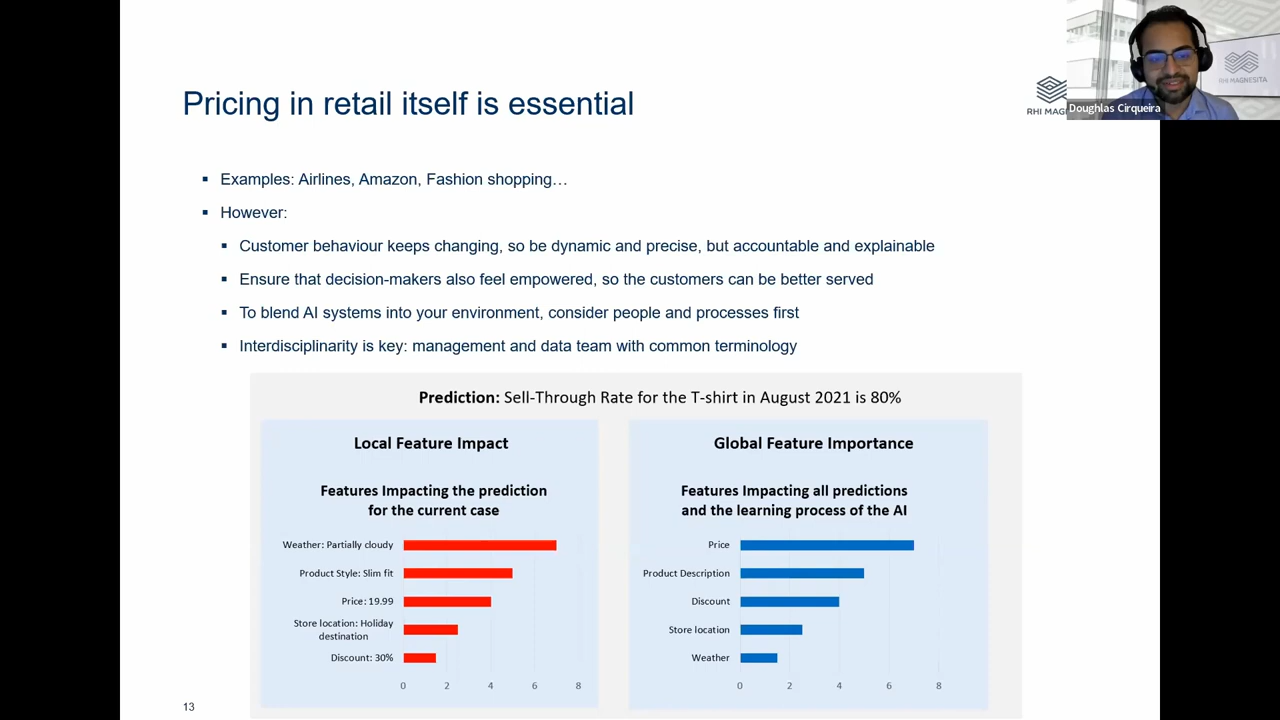 Pricing in retail itself is essential
RHI MAG
RHI MAGNESITA
Doughlas Cirqueira
▪ Examples: Airlines, Amazon, Fashion shopping…
▪ However:
▪ Customer behaviour keeps changing, so be dynamic and precise, but accountable and explainable
▪ Ensure that decision-makers also feel empowered, so the customers can be better served
▪ To blend AI systems into your environment, consider people and processes first
▪ Interdisciplinarity is key: management and data team with common terminology
Prediction: Sell-Through Rate for the T-shirt in August 2021 is 80%
Local Feature Impact
Features Impacting the prediction
for the current case
Weather: Partially cloudy
Product Style: Slim fit
Price: 19.99
Store location: Holiday
destination
Discount: 30%
0 2 4 6 8
Global Feature Importance
Features Impacting all predictions
and the learning process of the AI
Price
Product Description
Discount
Store location
Weather
0 2 4 6 8
13